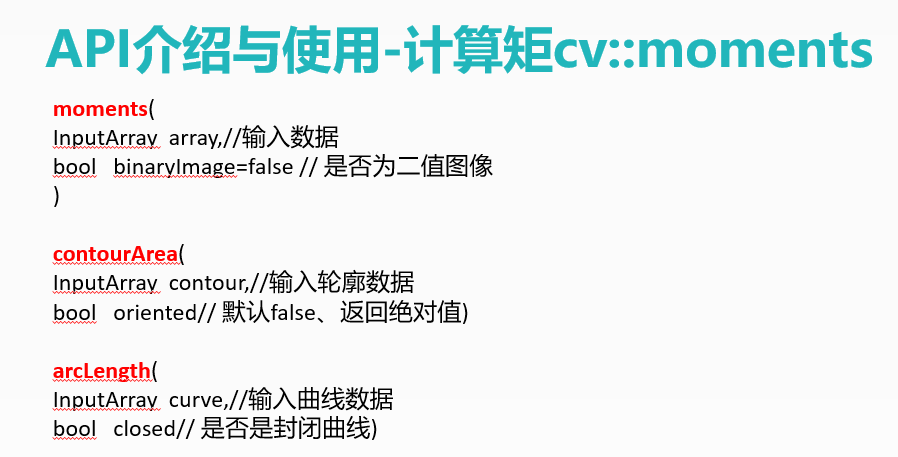 API介绍与使用-计算矩cv::moments
moments(
InputArray array,//输入数据
bool binaryImage=false // 是否为二值图像
)
contourArea(
InputArray contour,//输入轮廓数据
bool oriented// 默认false、返回绝对值)
arcLength(
InputArray curve,//输入曲线数据
bool closed// 是否是封闭曲线)